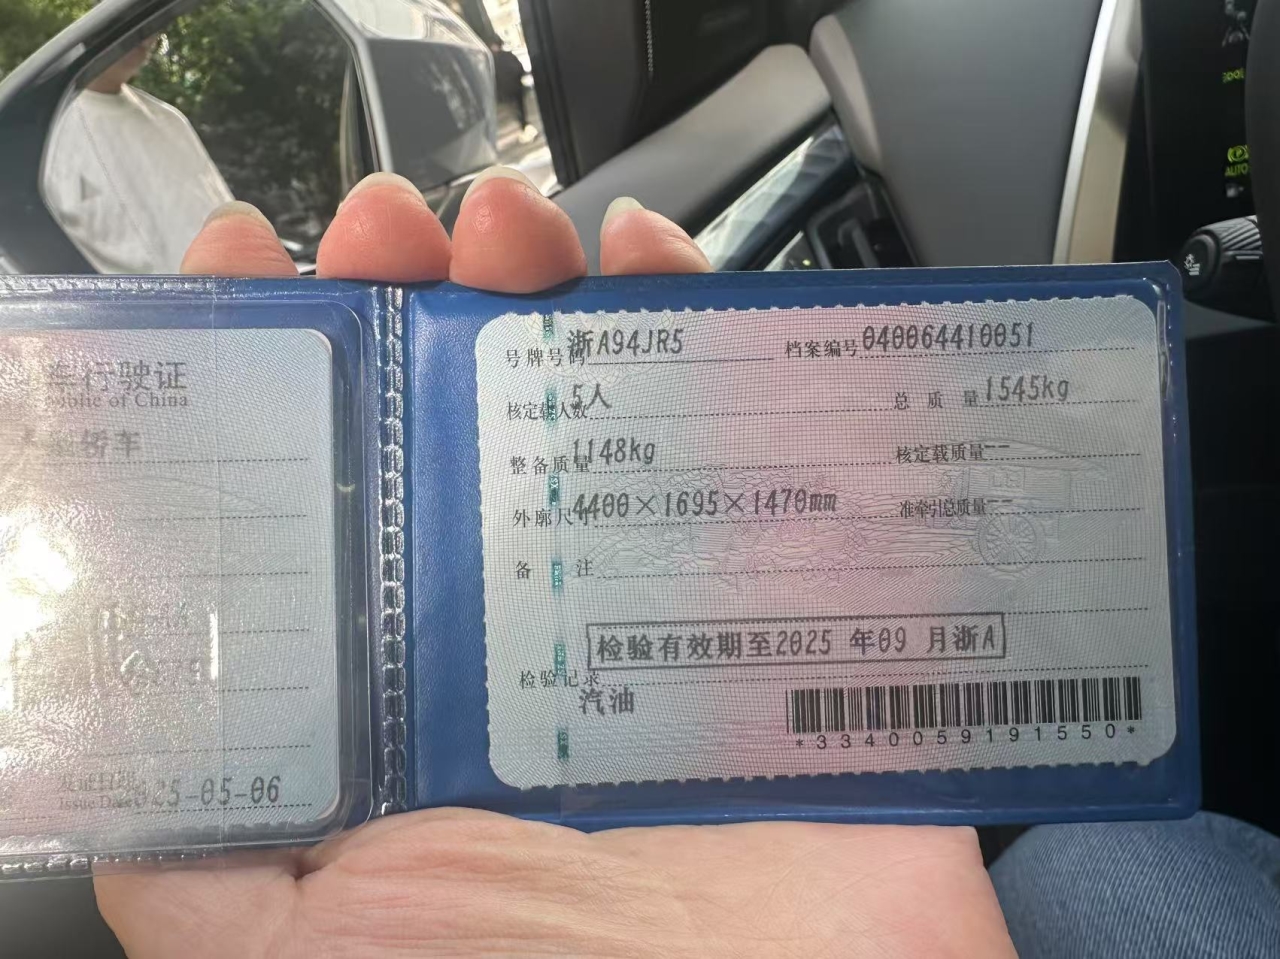 车行驶证
public of China
轿车
发证日期
Issue Date 025-05-06
号牌号码 浙A94JR5 档案编号 040064410051
核定载人数 5人 总质量 1545kg
整备质量 1148kg 核定载质量 --
外廓尺寸 4400×1695×1470mm 准牵引总质量 --
备注
检验有效期至2025 年09 月浙A
检验记录
汽油
*3340059191550*
AUTO